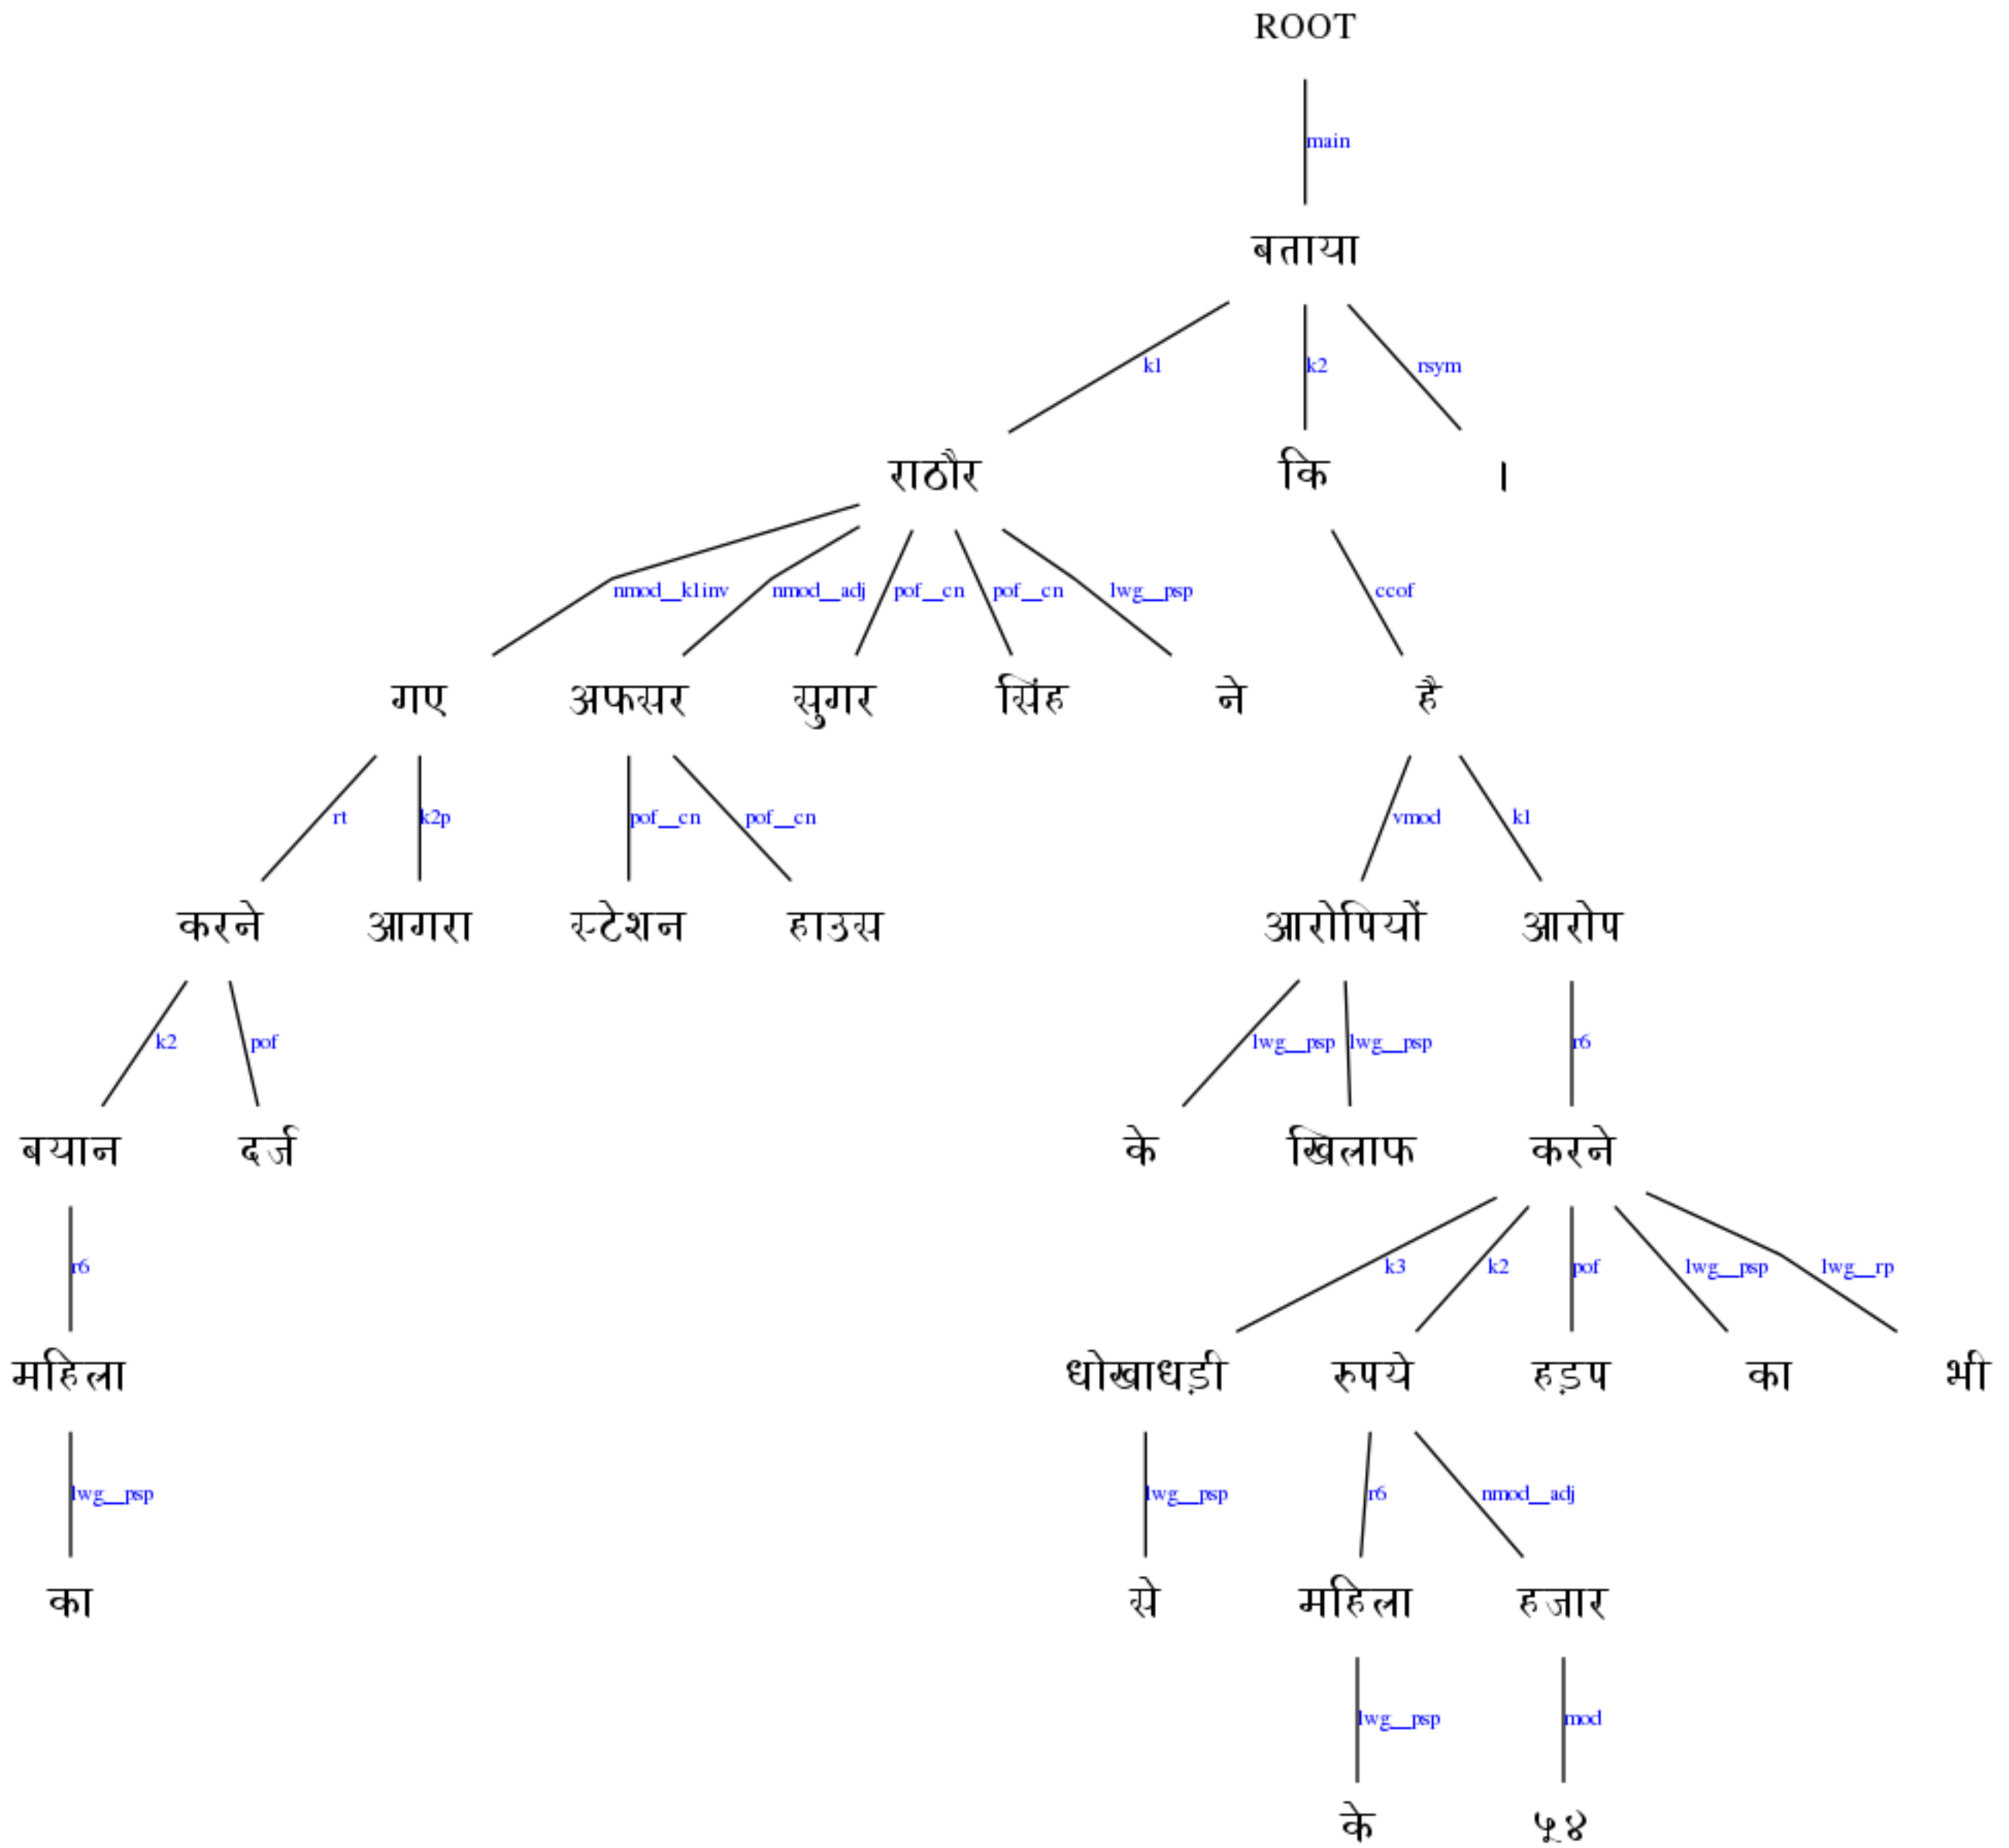 ROOT
main
बताया
k1 k2 rsym
राठौर कि ।
nmod__k1inv nmod__adj pof__cn pof__cn lwg__psp ccof
गए अफसर सुगर सिंह ने है
rt k2p pof__cn pof__cn vmod k1
करने आगरा स्टेशन हाउस आरोपियों आरोप
k2 pof lwg__psp lwg__psp r6
बयान दर्ज के खिलाफ करने
r6 k3 k2 pof lwg__psp lwg__rp
महिला धोखाधड़ी रुपये हड़प का भी
lwg__psp lwg__psp r6 nmod__adj
का से महिला हजार
lwg__psp mod
के ५४